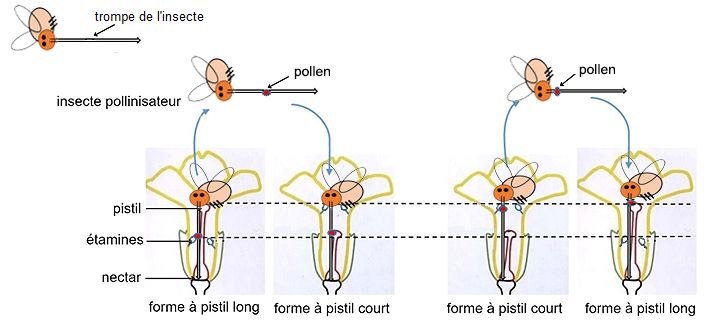 trompe de l'insecte
pollen
pollen
insecte pollinisateur
pistil
étamines
nectar
forme à pistil long
forme à pistil court
forme à pistil court
forme à pistil long